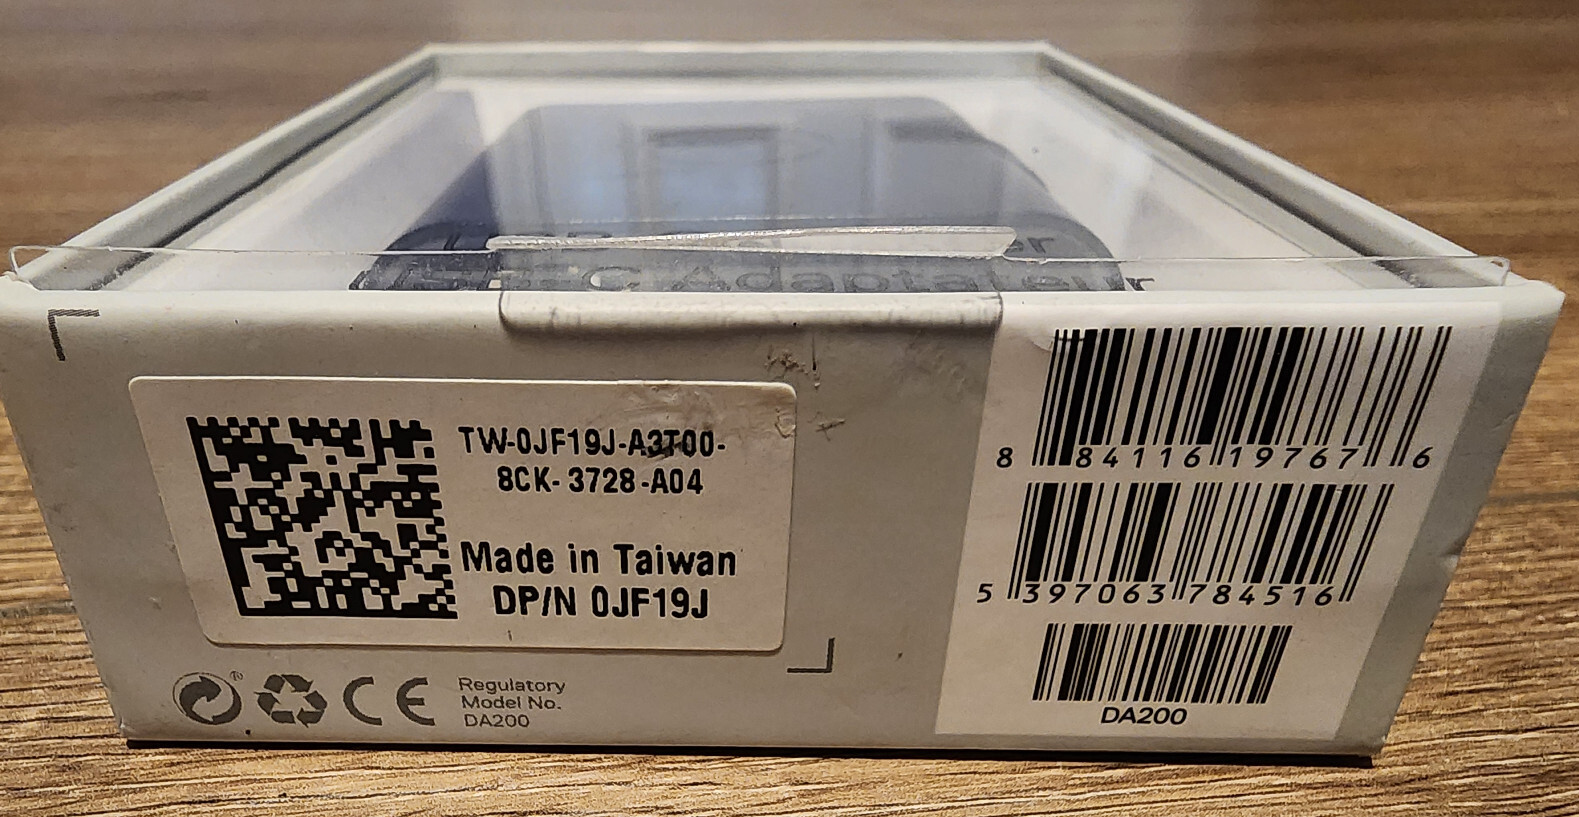 -C Adaptateur
TW-0JF19J-A3T00-
8CK-3728-A04
Made in Taiwan
DP/N 0JF19J
Regulatory
Model No.
DA200
8 84116 19767 6
5 397063 784516
DA200